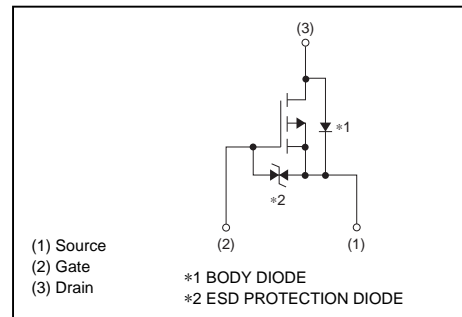 (3)
∗1
∗2
(2)
(1)
(1) Source
(2) Gate
(3) Drain
∗1 BODY DIODE
∗2 ESD PROTECTION DIODE